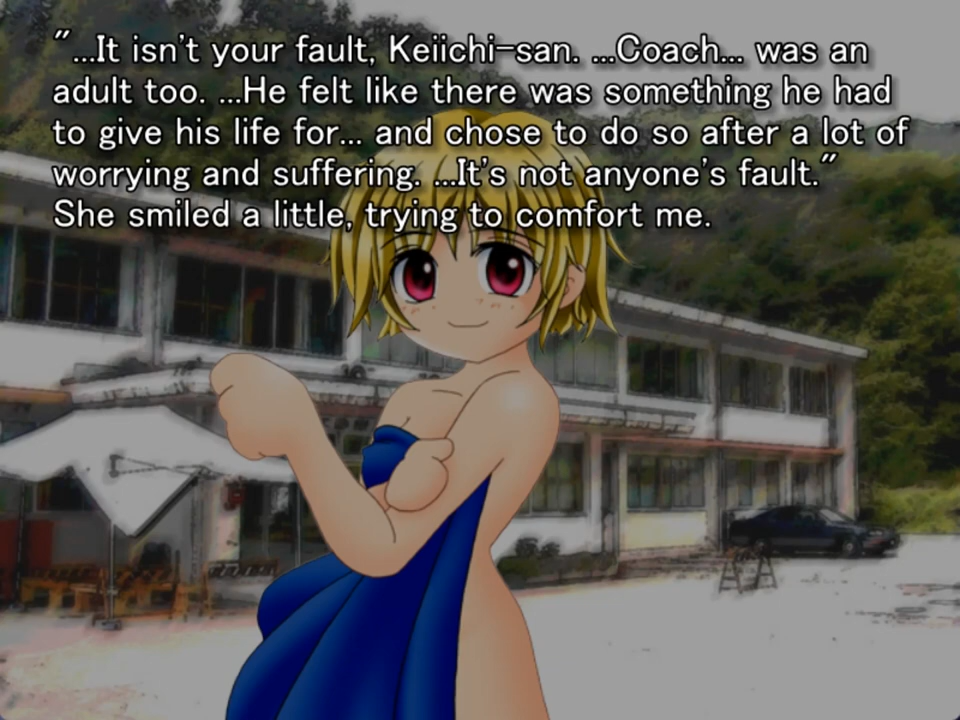 "...It isn't your fault, Keiichi-san. ...Coach... was an
adult too. ...He felt like there was something he had
to give his life for... and chose to do so after a lot of
worrying and suffering. ...It's not anyone's fault."
She smiled a little, trying to comfort me.